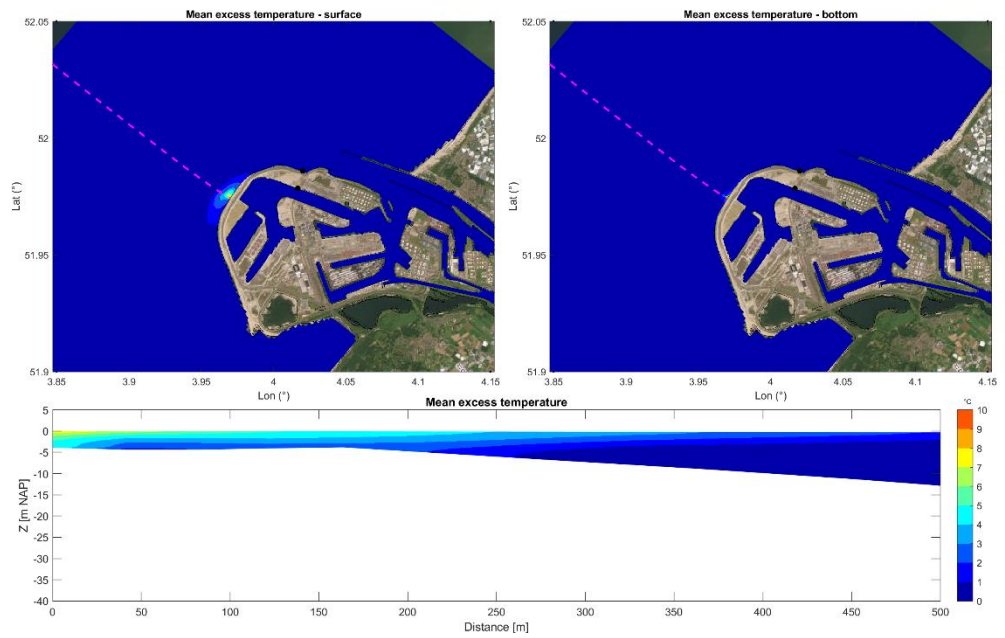 Mean excess temperature - surface
52.05
52
51.95
51.9
Lat (°)
3.85 3.9 3.95 4 4.05 4.1 4.15
Lon (°)
Mean excess temperature - bottom
52.05
52
51.95
51.9
Lat (°)
3.85 3.9 3.95 4 4.05 4.1 4.15
Lon (°)
Mean excess temperature
5
0
-5
-10
-15
-20
-25
-30
-35
-40
Z [m NAP]
0 50 100 150 200 250 300 350 400 450 500
Distance [m]
°C
10
9
8
7
6
5
4
3
2
1
0